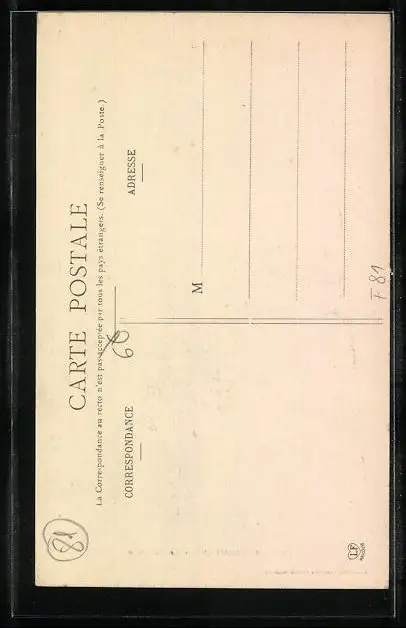 CARTE POSTALE
La Correspondance au recto n'est pas acceptée par tous les pays étrangers. (Se renseigner à la Poste.)
CORRESPONDANCE
ADRESSE
M
81
F 81
LF